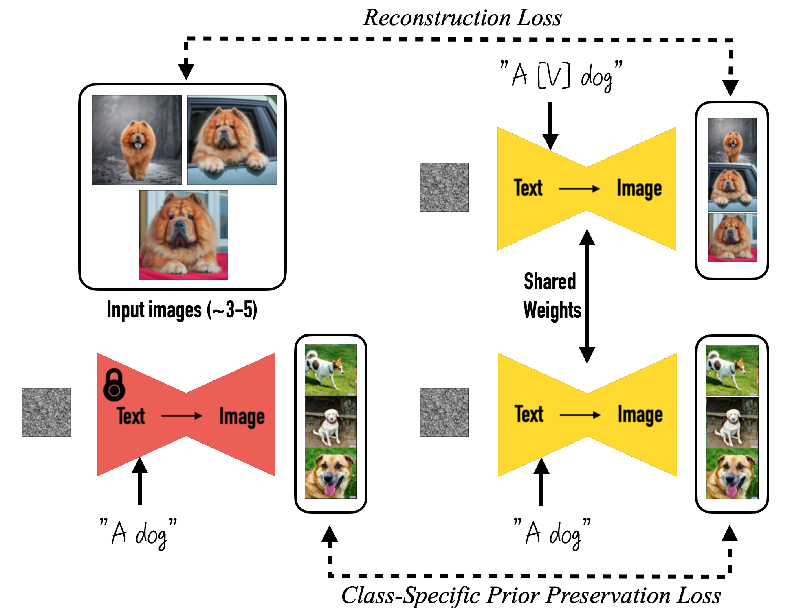 Reconstruction Loss
"A [V] dog"
Text
Image
Input images (~3–5)
Shared
Weights
Text
Image
Text
Image
"A dog"
"A dog"
Class-Specific Prior Preservation Loss